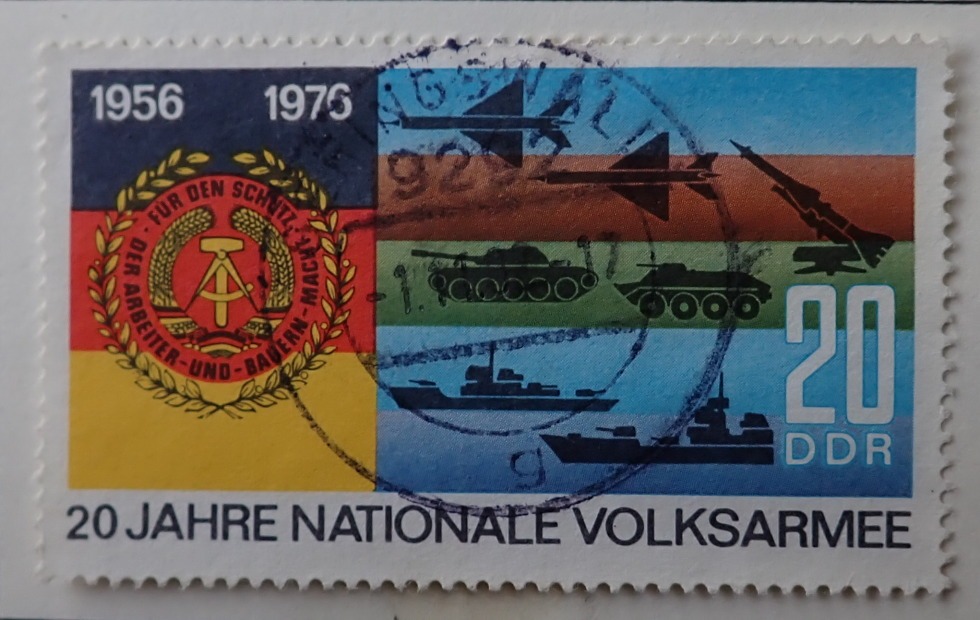 1956 1976
FÜR DEN SCHUTZ DER ARBEITER-UND-BAUERN-MACHT
20
DDR
20 JAHRE NATIONALE VOLKSARMEE
g